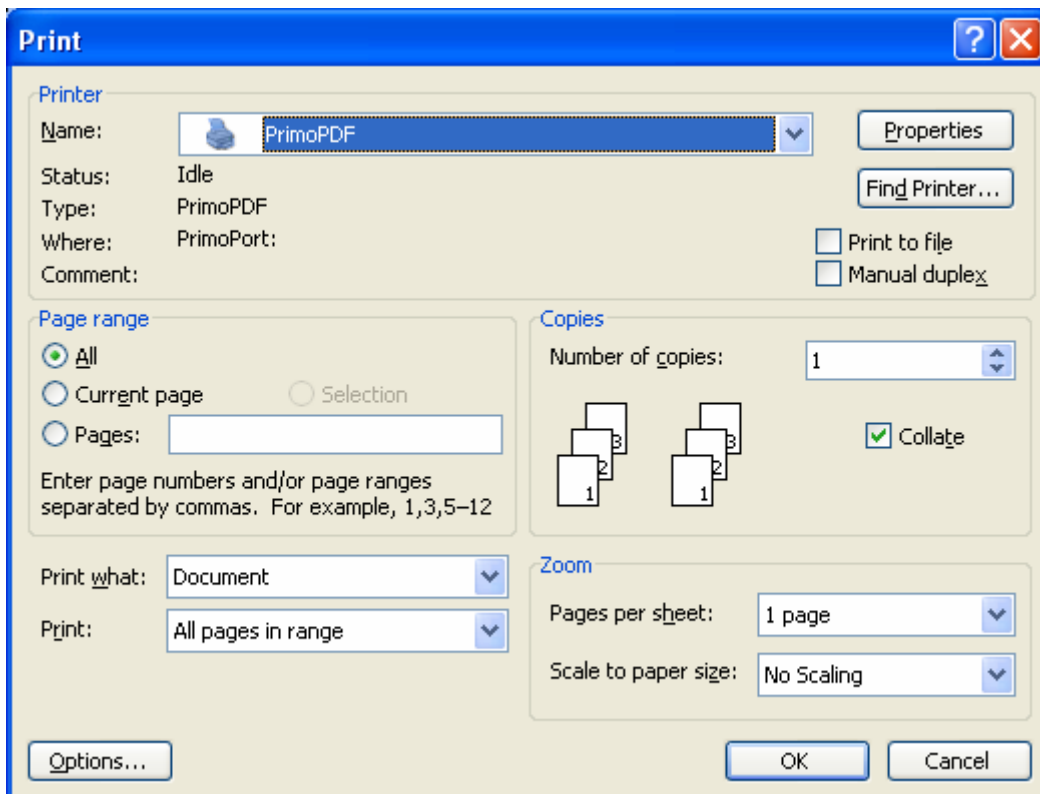 Print
Printer
Name: PrimoPDF Properties
Status: Idle Find Printer...
Type: PrimoPDF
Where: PrimoPort: Print to file
Comment: Manual duplex
Page range
All
Current page Selection
Pages:
Enter page numbers and/or page ranges
separated by commas. For example, 1,3,5–12
Copies
Number of copies: 1
3 3
2 2
1 1
Collate
Print what: Document
Print: All pages in range
Zoom
Pages per sheet: 1 page
Scale to paper size: No Scaling
Options... OK Cancel